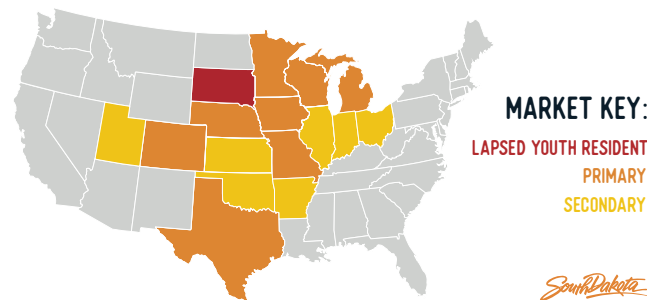 MARKET KEY:
LAPSED YOUTH RESIDENT
PRIMARY
SECONDARY
South Dakota